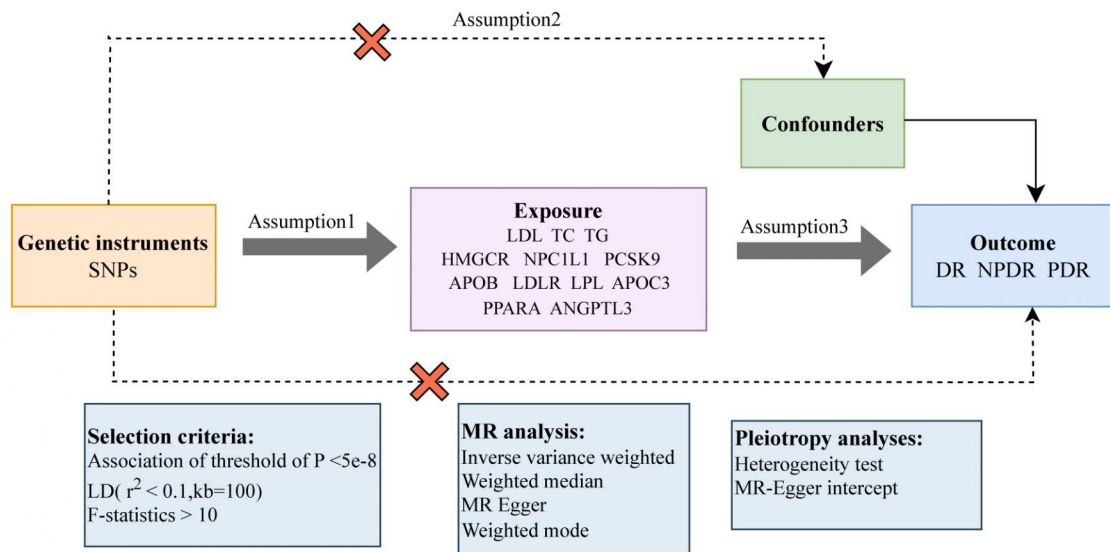 Assumption2
Confounders
Genetic instruments
SNPs
Assumption1
Exposure
LDL TC TG
HMGCR NPC1L1 PCSK9
APOB LDLR LPL APOC3
PPARA ANGPTL3
Assumption3
Outcome
DR NPDR PDR
Selection criteria:
Association of threshold of P <5e-8
LD( r² < 0.1,kb=100)
F-statistics > 10
MR analysis:
Inverse variance weighted
Weighted median
MR Egger
Weighted mode
Pleiotropy analyses:
Heterogeneity test
MR-Egger intercept